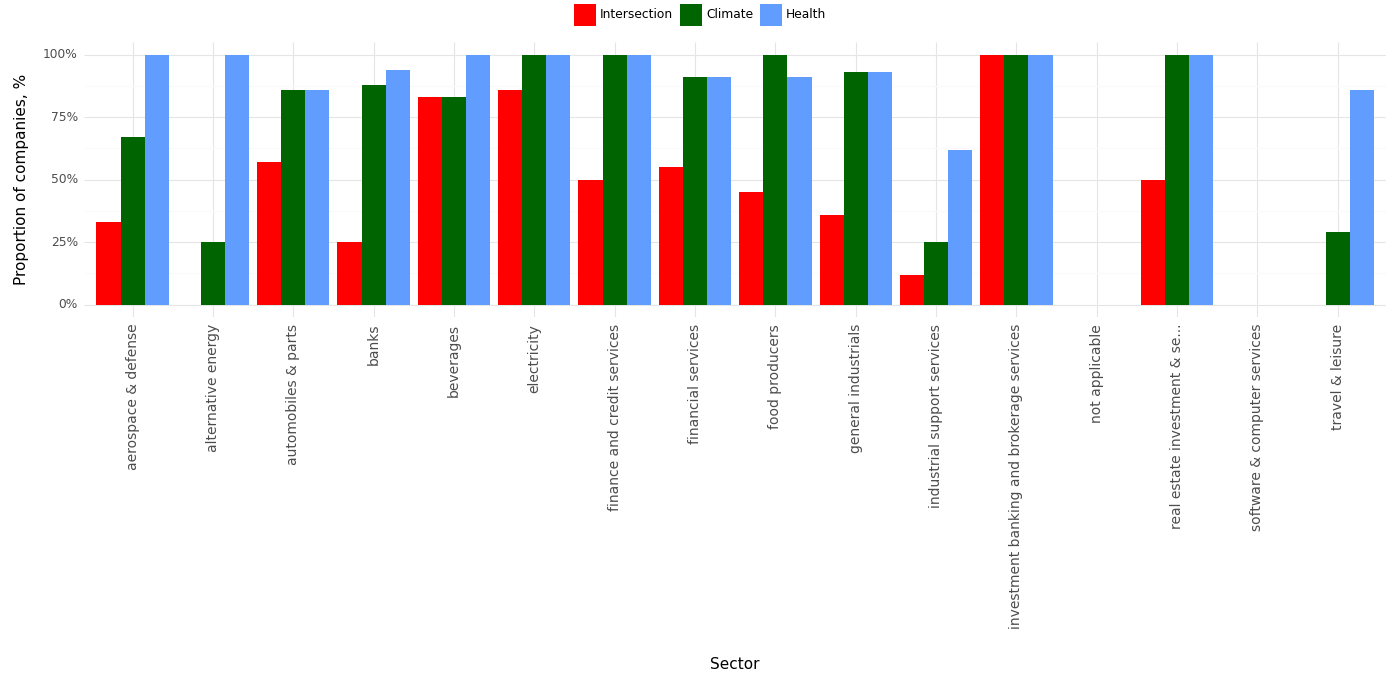 Intersection Climate Health
Proportion of companies, %
100%
75%
50%
25%
0%
aerospace & defense
alternative energy
automobiles & parts
banks
beverages
electricity
finance and credit services
financial services
food producers
general industrials
industrial support services
investment banking and brokerage services
not applicable
real estate investment & se...
software & computer services
travel & leisure
Sector